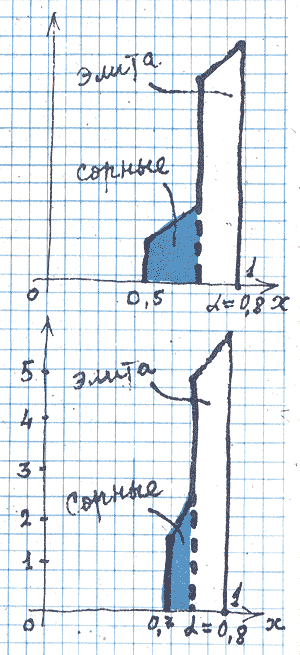 элита
сорные
1
0 0,5 α=0,8 x
5
элита
4
3
сорные
2
1
1
0 0,7 α=0,8 x